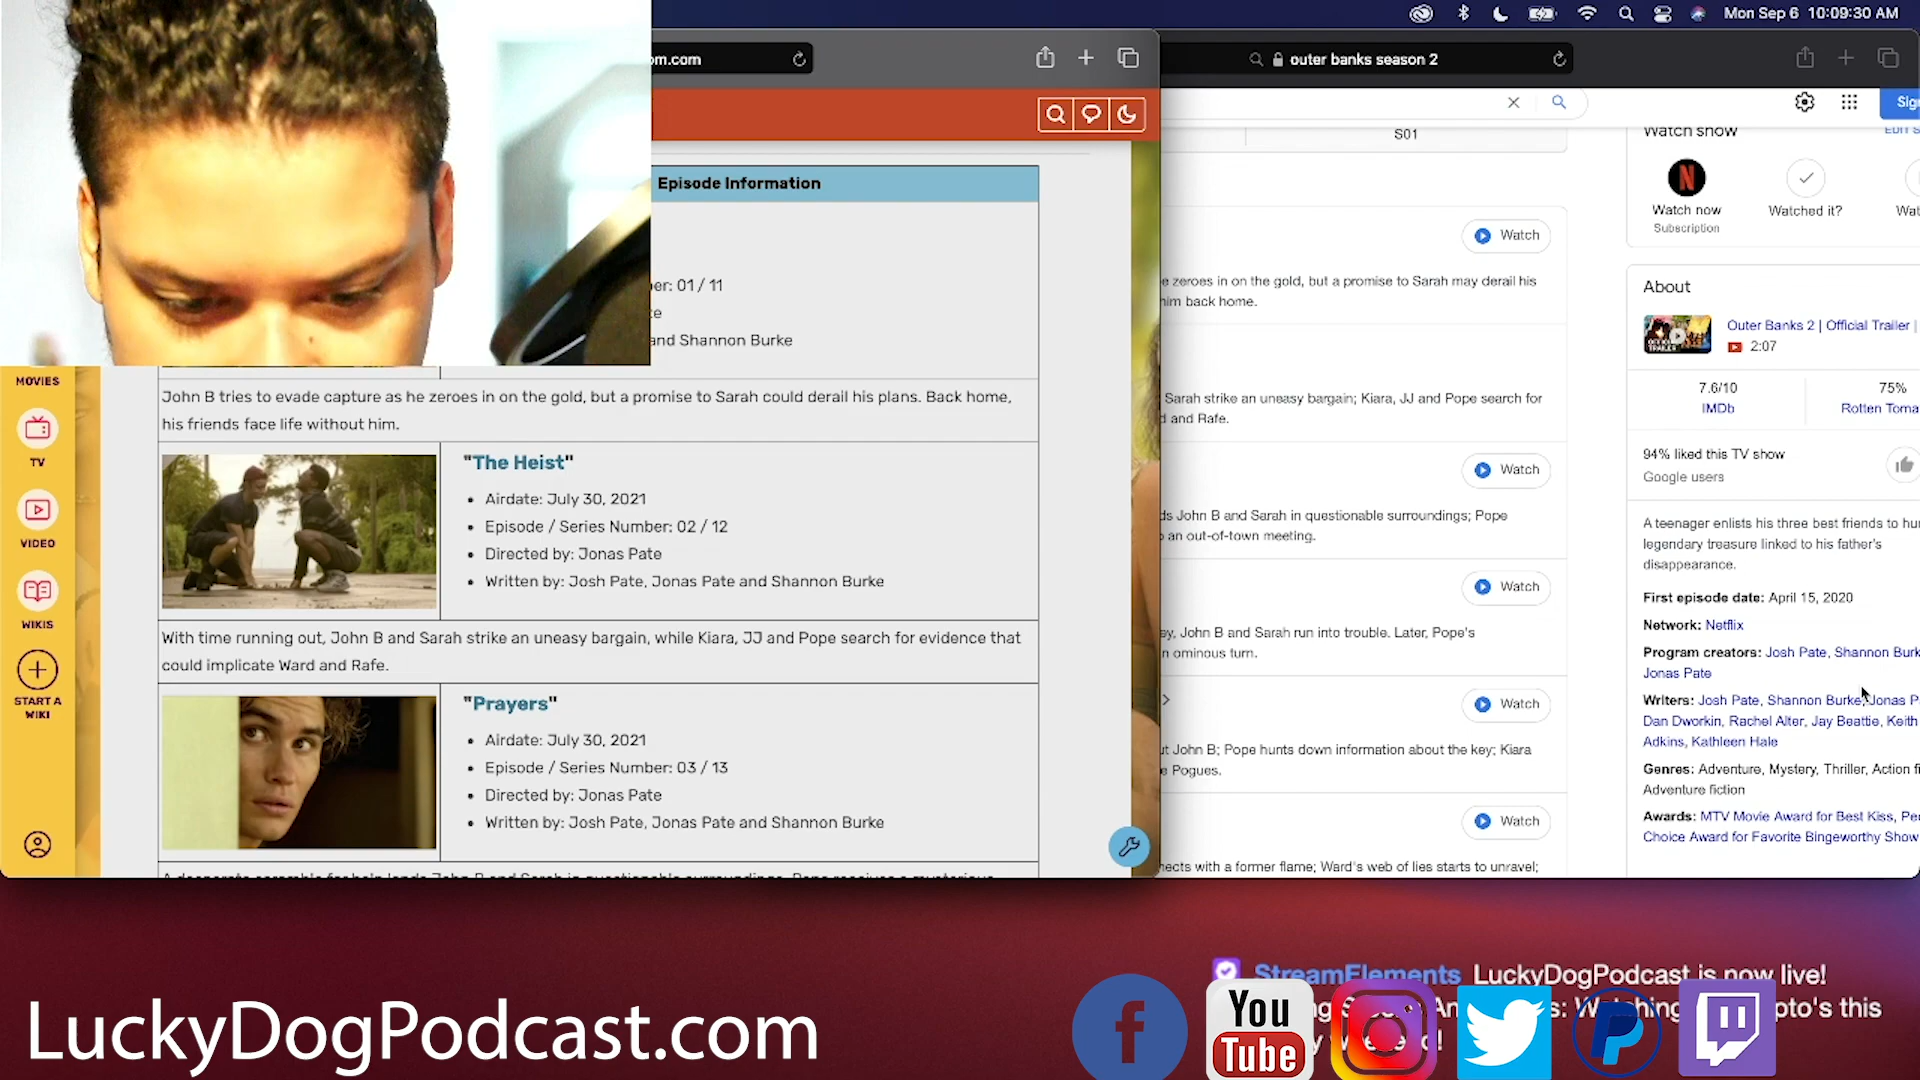 Mon Sep 6 10:09:30 AM
om.com
outer banks season 2
Sig
S01
Watch show
Episode Information
er: 01 / 11
te
and Shannon Burke
John B tries to evade capture as he zeroes in on the gold, but a promise to Sarah could derail his plans. Back home,
his friends face life without him.
"The Heist"
Airdate: July 30, 2021
Episode / Series Number: 02 / 12
Directed by: Jonas Pate
Written by: Josh Pate, Jonas Pate and Shannon Burke
With time running out, John B and Sarah strike an uneasy bargain, while Kiara, JJ and Pope search for evidence that
could implicate Ward and Rafe.
"Prayers"
Airdate: July 30, 2021
Episode / Series Number: 03 / 13
Directed by: Jonas Pate
Written by: Josh Pate, Jonas Pate and Shannon Burke
MOVIES
TV
VIDEO
WIKIS
START A
WIKI
Watch
e zeroes in on the gold, but a promise to Sarah may derail his
him back home.
Sarah strike an uneasy bargain; Kiara, JJ and Pope search for
d and Rafe.
Watch
ds John B and Sarah in questionable surroundings; Pope
an out-of-town meeting.
Watch
ey, John B and Sarah run into trouble. Later, Pope's
n ominous turn.
Watch
ut John B; Pope hunts down information about the key; Kiara
e Pogues.
Watch
nects with a former flame; Ward's web of lies starts to unravel;
N
Watch now
Subscription
Watched it?
Wat
About
Outer Banks 2 | Official Trailer |
2:07
7.6/10
IMDb
75%
Rotten Toma
94% liked this TV show
Google users
A teenager enlists his three best friends to hu
legendary treasure linked to his father's
disappearance.
First episode date: April 15, 2020
Network: Netflix
Program creators: Josh Pate, Shannon Burk
Jonas Pate
Writers: Josh Pate, Shannon Burke, Jonas P
Dan Dworkin, Rachel Alter, Jay Beattie, Keith
Adkins, Kathleen Hale
Genres: Adventure, Mystery, Thriller, Action fi
Adventure fiction
Awards: MTV Movie Award for Best Kiss, Pe
Choice Award for Favorite Bingeworthy Show
StreamElements LuckyDogPodcast is now live!
LuckyDogPodcast.com
f
You
Tube
pto's this